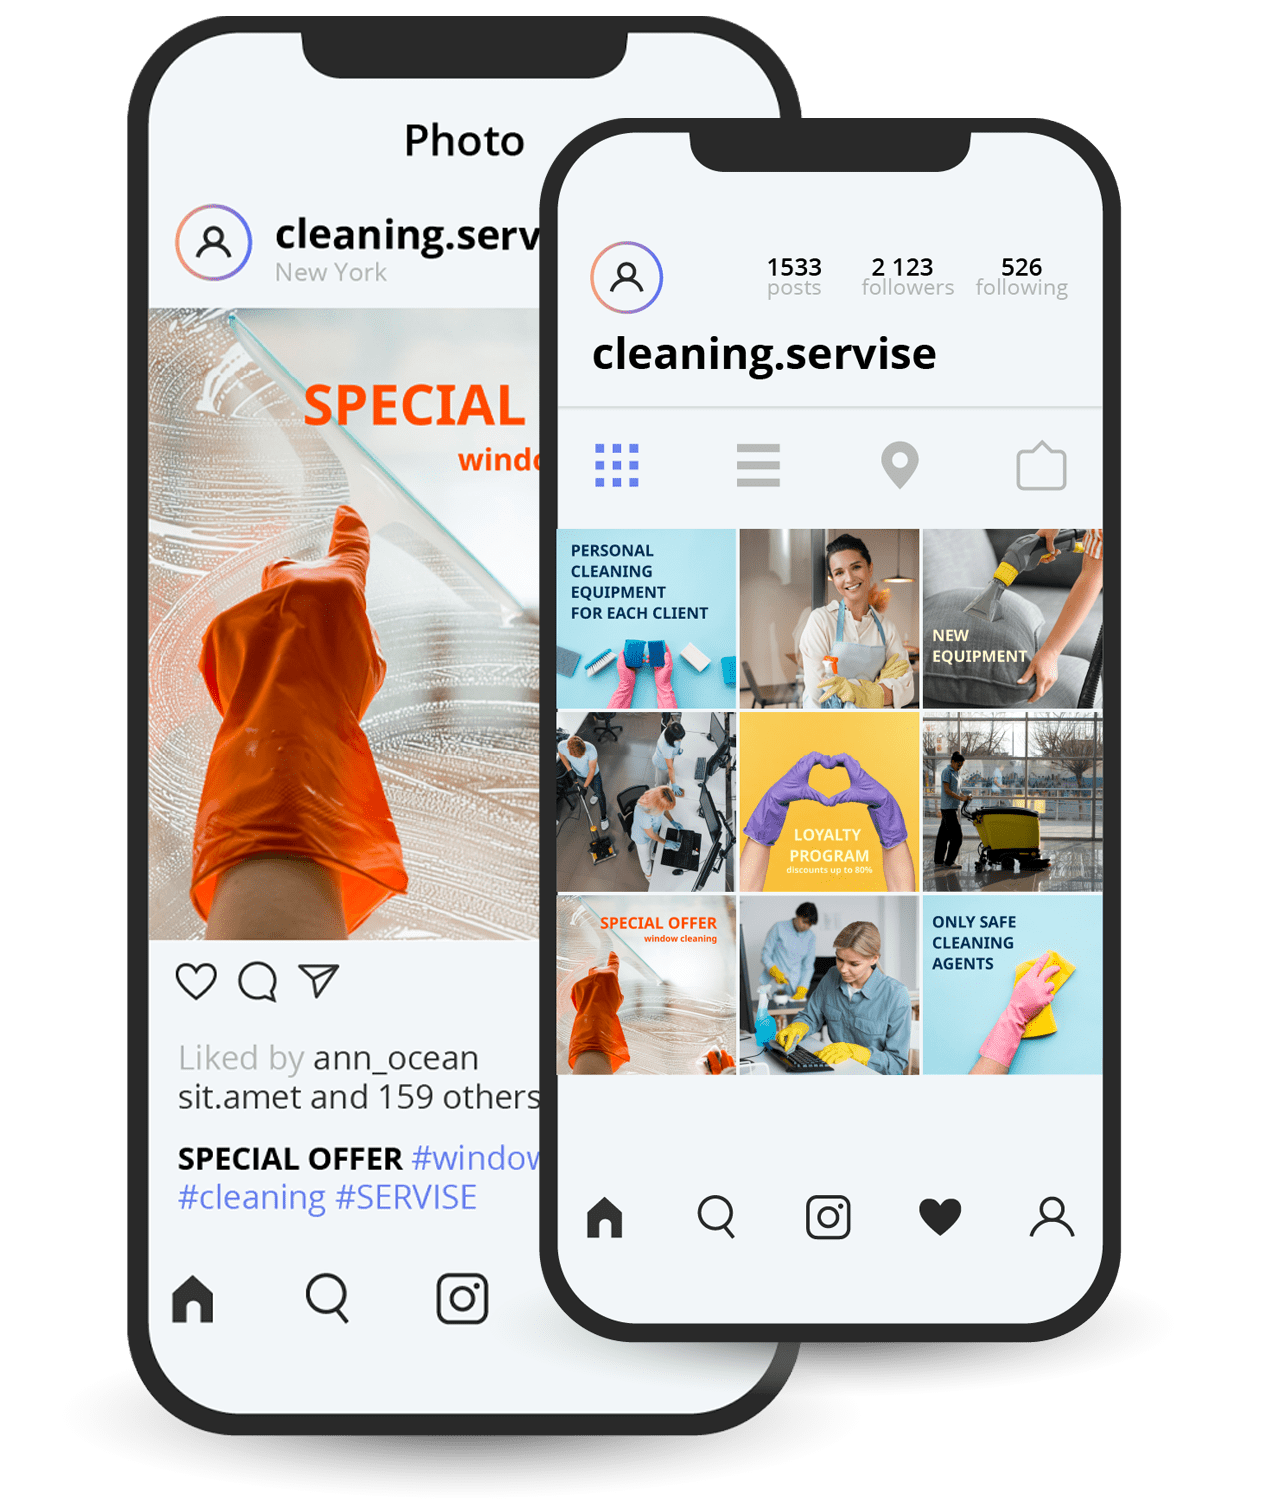 Photo
cleaning.serv
New York
SPECIAL
windo
Liked by ann_ocean
sit.amet and 159 others
SPECIAL OFFER #window
#cleaning #SERVISE
1533
posts
2 123
followers
526
following
cleaning.servise
PERSONAL
CLEANING
EQUIPMENT
FOR EACH CLIENT
NEW
EQUIPMENT
LOYALTY
PROGRAM
discounts up to 80%
SPECIAL OFFER
window cleaning
ONLY SAFE
CLEANING
AGENTS